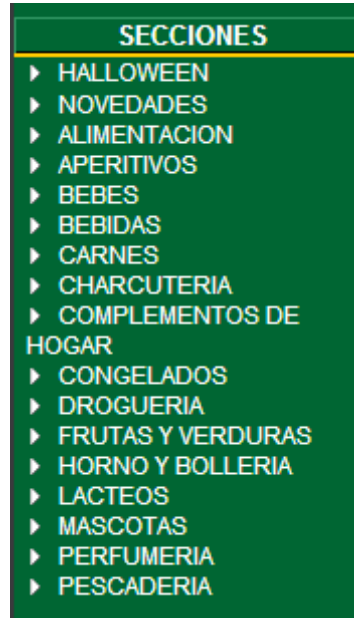 SECCIONES
HALLOWEEN
NOVEDADES
ALIMENTACION
APERITIVOS
BEBES
BEBIDAS
CARNES
CHARCUTERIA
COMPLEMENTOS DE
HOGAR
CONGELADOS
DROGUERIA
FRUTAS Y VERDURAS
HORNO Y BOLLERIA
LACTEOS
MASCOTAS
PERFUMERIA
PESCADERIA